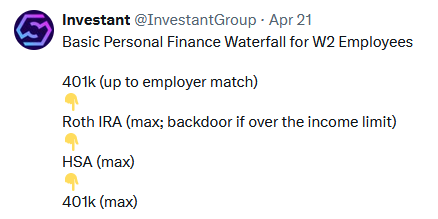 Investant @InvestantGroup · Apr 21
Basic Personal Finance Waterfall for W2 Employees
401k (up to employer match)
👇
Roth IRA (max; backdoor if over the income limit)
👇
HSA (max)
👇
401k (max)